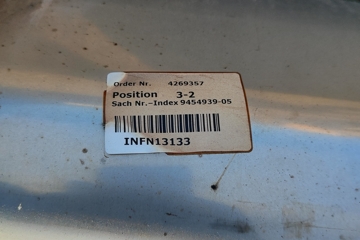 Order Nr. 4269357
Position 3-2
Sach Nr.-Index 9454939-05
INFN13133